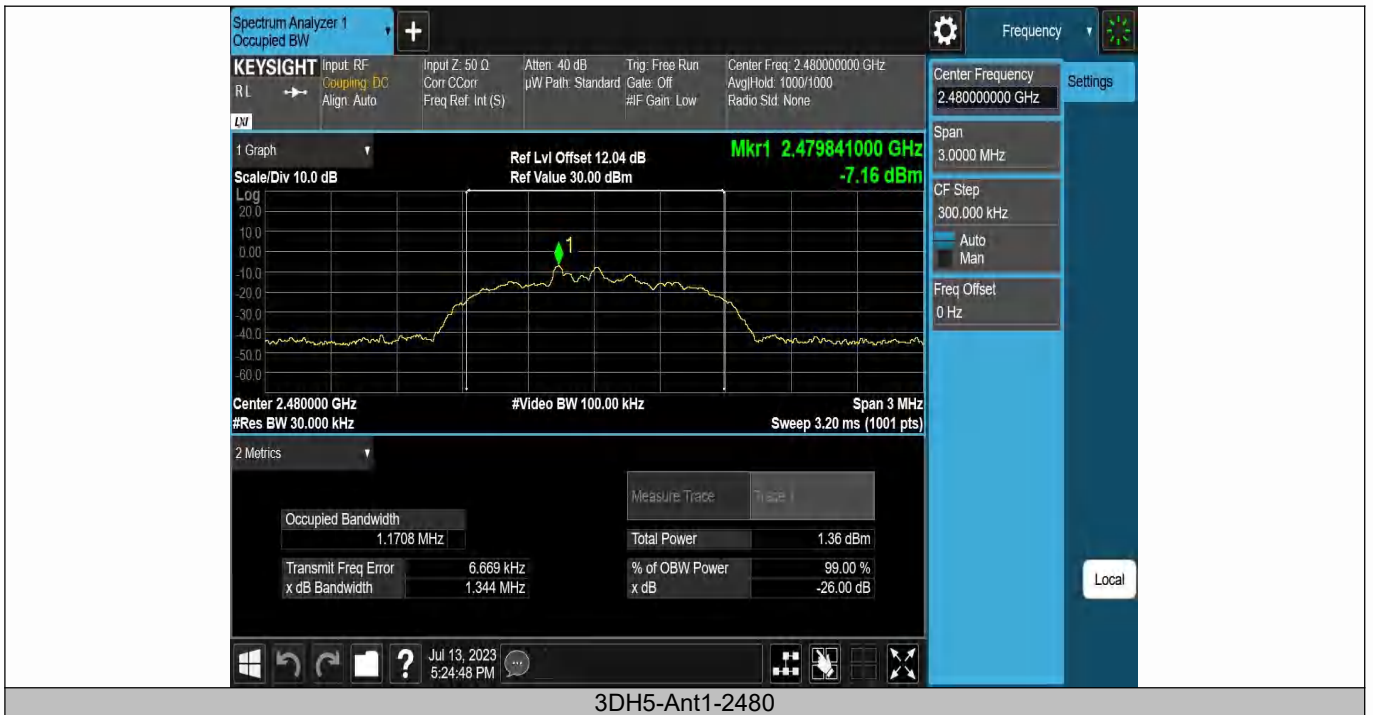 Spectrum Analyzer 1
Occupied BW
+
Frequency
KEYSIGHT
RL
LXI
Input: RF
Coupling: DC
Align: Auto
Input Z: 50 Ω
Corr CCorr
Freq Ref: Int (S)
Atten: 40 dB
µW Path: Standard
Trig: Free Run
Gate: Off
#IF Gain: Low
Center Freq: 2.480000000 GHz
Avg|Hold: 1000/1000
Radio Std: None
Center Frequency
2.480000000 GHz
Settings
Span
3.0000 MHz
CF Step
300.000 kHz
Auto
Man
Freq Offset
0 Hz
Local
1 Graph
Scale/Div 10.0 dB
Ref Lvl Offset 12.04 dB
Ref Value 30.00 dBm
Mkr1 2.479841000 GHz
-7.16 dBm
Log
20.0
10.0
0.00
-10.0
-20.0
-30.0
-40.0
-50.0
-60.0
1
Center 2.480000 GHz
#Video BW 100.00 kHz
Span 3 MHz
#Res BW 30.000 kHz
Sweep 3.20 ms (1001 pts)
2 Metrics
Measure Trace
Trace 1
Occupied Bandwidth
1.1708 MHz
Total Power
1.36 dBm
Transmit Freq Error
6.669 kHz
% of OBW Power
99.00 %
x dB Bandwidth
1.344 MHz
x dB
-26.00 dB
?
Jul 13, 2023
5:24:48 PM
3DH5-Ant1-2480